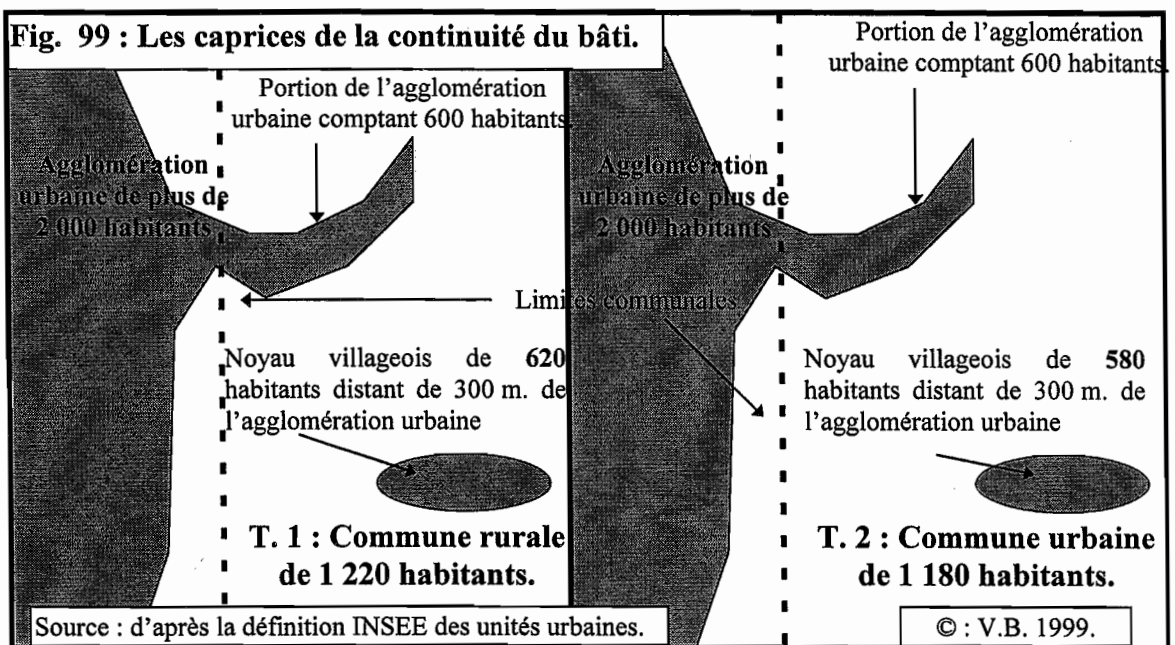 Fig. 99 : Les caprices de la continuité du bâti.
Portion de l'agglomération
urbaine comptant 600 habitants.
Agglomération
urbaine de plus de
2 000 habitants
Noyau villageois de 620
habitants distant de 300 m. de
l'agglomération urbaine
T. 1 : Commune rurale
de 1 220 habitants.
Limites communales
Portion de l'agglomération
urbaine comptant 600 habitants.
Agglomération
urbaine de plus de
2 000 habitants
Noyau villageois de 580
habitants distant de 300 m. de
l'agglomération urbaine
T. 2 : Commune urbaine
de 1 180 habitants.
Source : d'après la définition INSEE des unités urbaines.
© : V.B. 1999.